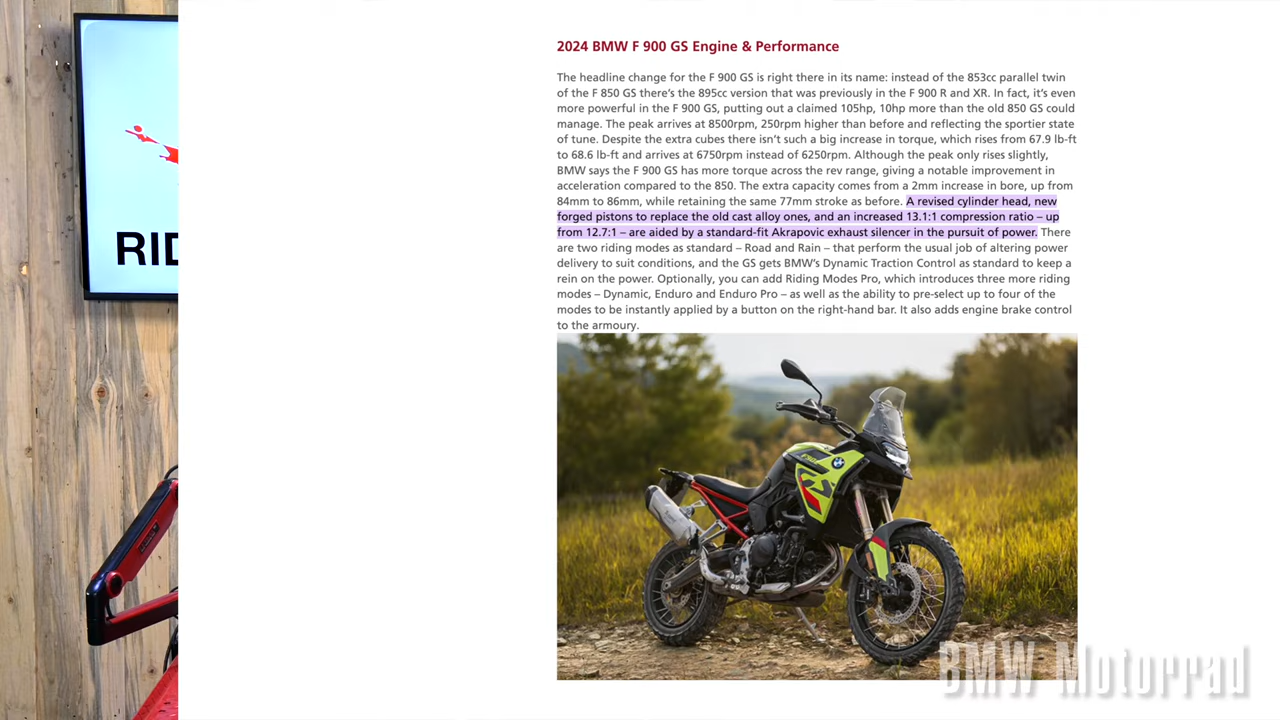 RID
2024 BMW F 900 GS Engine & Performance
The headline change for the F 900 GS is right there in its name: instead of the 853cc parallel twin
of the F 850 GS there's the 895cc version that was previously in the F 900 R and XR. In fact, it's even
more powerful in the F 900 GS, putting out a claimed 105hp, 10hp more than the old 850 GS could
manage. The peak arrives at 8500rpm, 250rpm higher than before and reflecting the sportier state
of tune. Despite the extra cubes there isn't such a big increase in torque, which rises from 67.9 lb-ft
to 68.6 lb-ft and arrives at 6750rpm instead of 6250rpm. Although the peak only rises slightly,
BMW says the F 900 GS has more torque across the rev range, giving a notable improvement in
acceleration compared to the 850. The extra capacity comes from a 2mm increase in bore, up from
84mm to 86mm, while retaining the same 77mm stroke as before. A revised cylinder head, new
forged pistons to replace the old cast alloy ones, and an increased 13.1:1 compression ratio – up
from 12.7:1 – are aided by a standard-fit Akrapovic exhaust silencer in the pursuit of power. There
are two riding modes as standard – Road and Rain – that perform the usual job of altering power
delivery to suit conditions, and the GS gets BMW's Dynamic Traction Control as standard to keep a
rein on the power. Optionally, you can add Riding Modes Pro, which introduces three more riding
modes – Dynamic, Enduro and Enduro Pro – as well as the ability to pre-select up to four of the
modes to be instantly applied by a button on the right-hand bar. It also adds engine brake control
to the armoury.
GS
BMW Motorrad